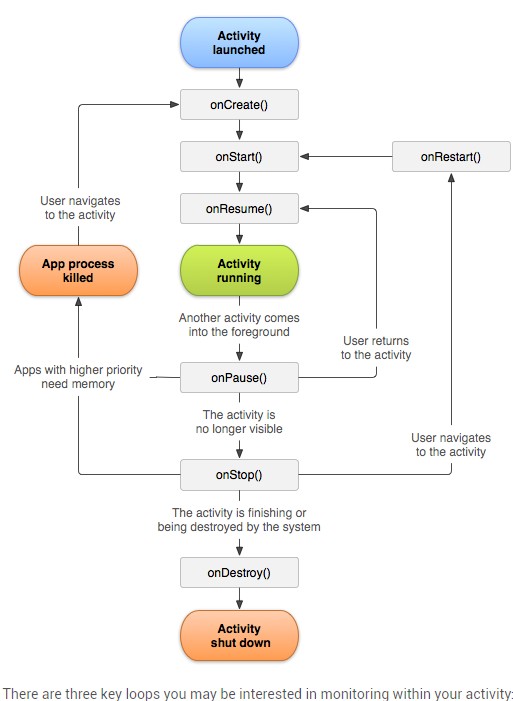 Activity
launched
onCreate()
onStart()
onRestart()
User navigates
to the activity
onResume()
App process
killed
Activity
running
Another activity comes
into the foreground
User returns
to the activity
Apps with higher priority
need memory
onPause()
The activity is
no longer visible
User navigates
to the activity
onStop()
The activity is finishing or
being destroyed by the system
onDestroy()
Activity
shut down
There are three key loops you may be interested in monitoring within your activity: